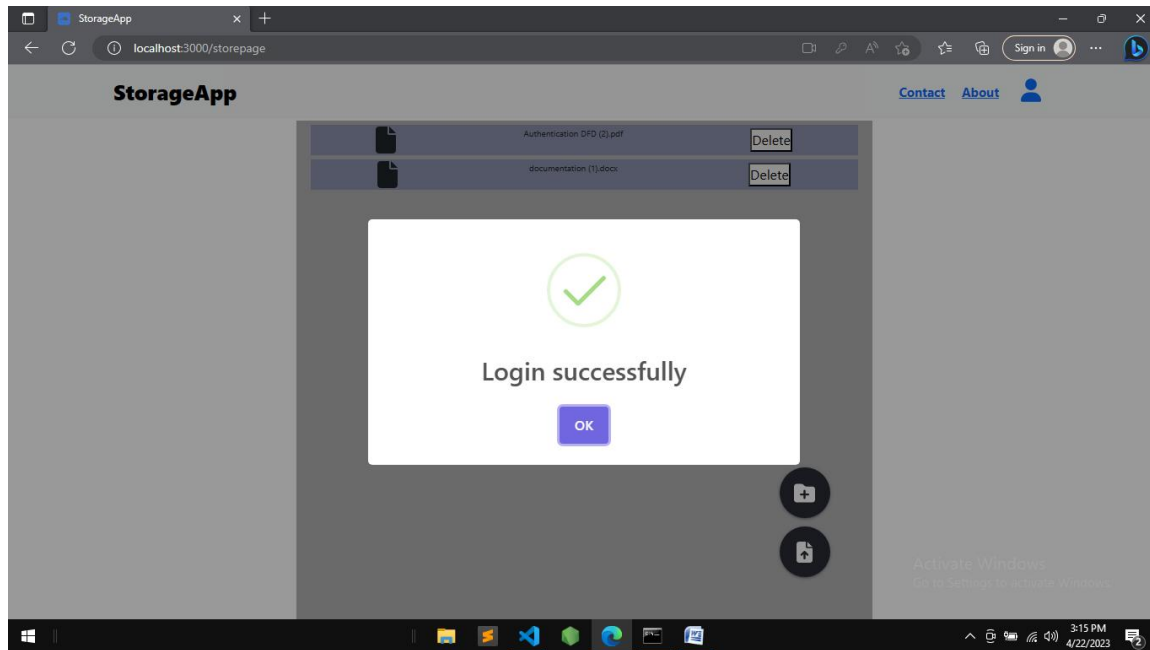 StorageApp
localhost:3000/storepage
Sign in
StorageApp
Contact About
Authentication DFD (2).pdf
Delete
documentation (1).docx
Delete
Login successfully
OK
Activate Windows
Go to Settings to activate Windows.
3:15 PM
4/22/2023
2